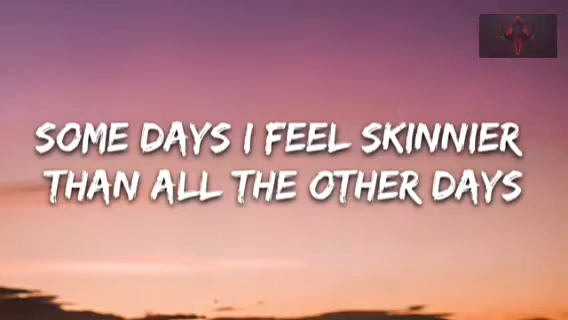 SOME DAYS I FEEL SKINNIER
THAN ALL THE OTHER DAYS